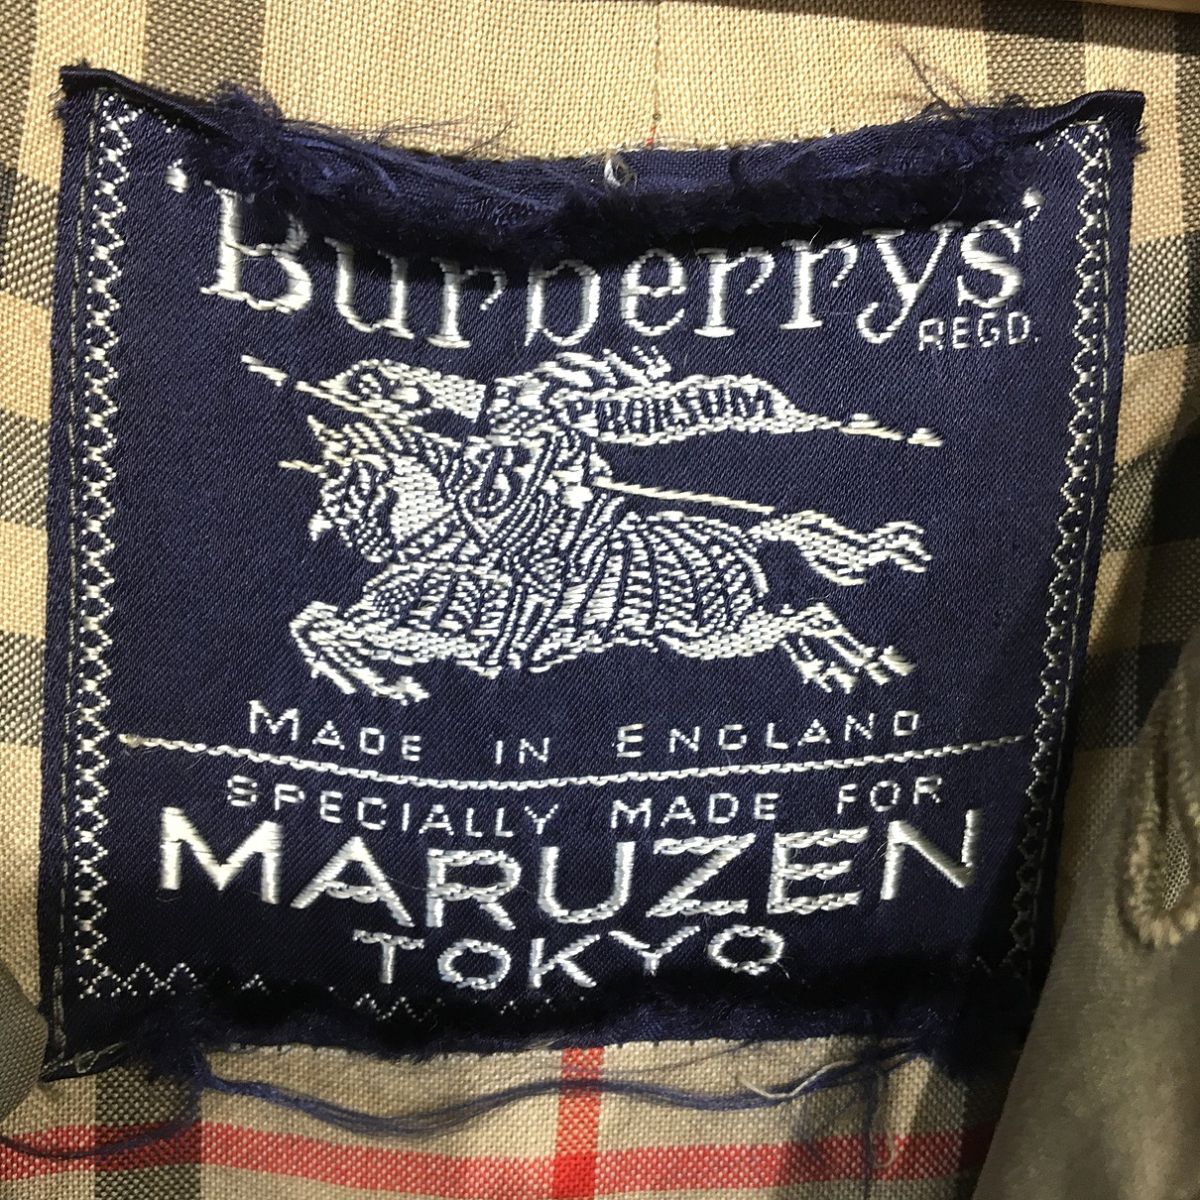 'Burberrys'
REGD.
PRORSUM
MADE IN ENGLAND
SPECIALLY MADE FOR
MARUZEN
TOKYO